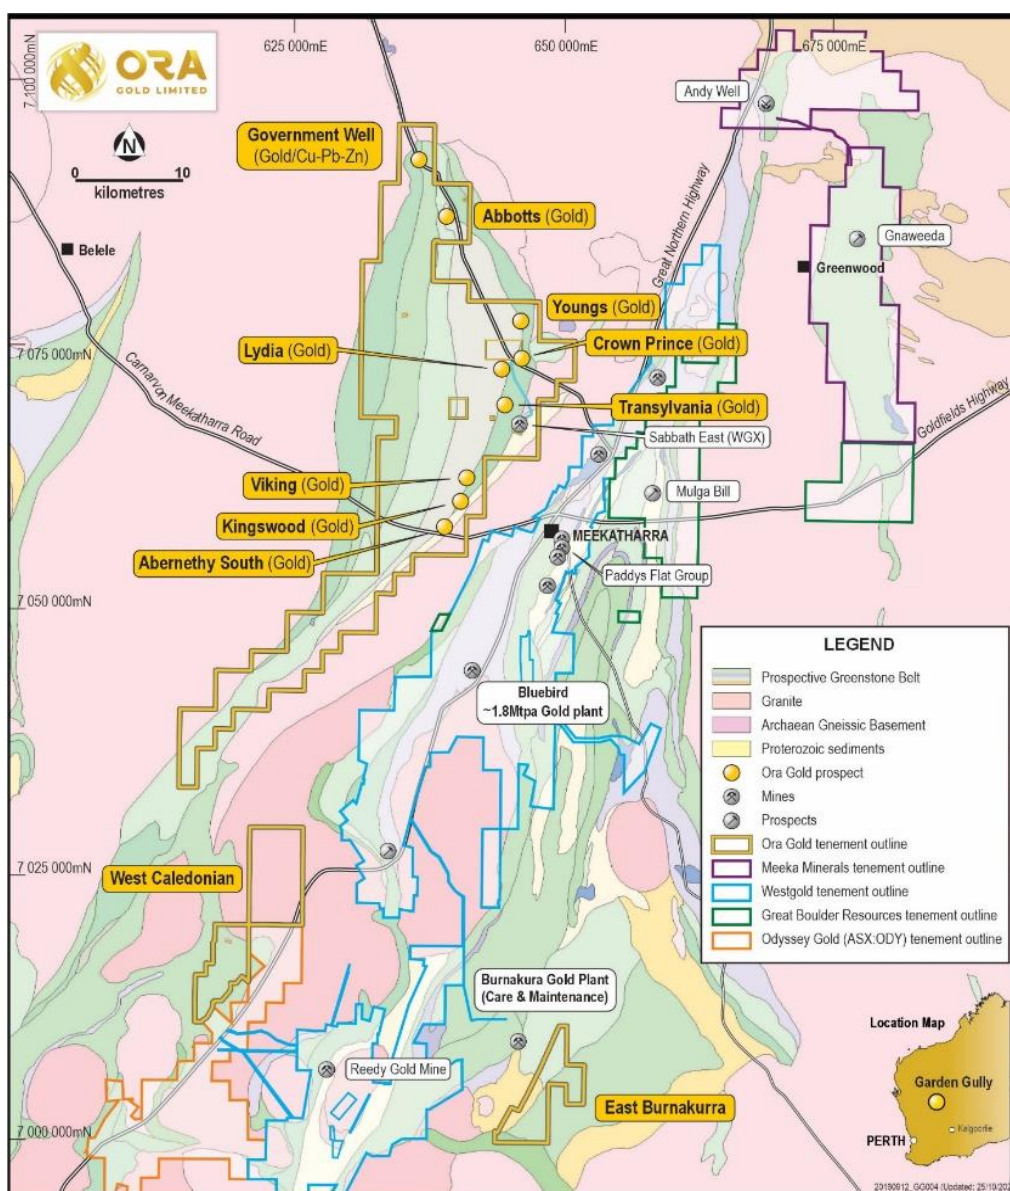 ORA
GOLD LIMITED
625 000mE
650 000mE
675 000mE
7 100 000mN
N
0
10
kilometres
Government Well
(Gold/Cu-Pb-Zn)
Andy Well
Abbotts (Gold)
Great Northern Highway
Gnaweeda
Belele
Greenwood
Youngs (Gold)
7 075 000mN
Lydia (Gold)
Crown Prince (Gold)
Carnarvon Meekatharra Road
Transylvania (Gold)
Goldfields Highway
Sabbath East (WGX)
Viking (Gold)
Mulga Bill
Kingswood (Gold)
MEEKATHARRA
Abernethy South (Gold)
Paddys Flat Group
7 050 000mN
Bluebird
~1.8Mtpa Gold plant
LEGEND
Prospective Greenstone Belt
Granite
Archaean Gneissic Basement
Proterozoic sediments
Ora Gold prospect
Mines
Prospects
Ora Gold tenement outline
Meeka Minerals tenement outline
Westgold tenement outline
Great Boulder Resources tenement outline
Odyssey Gold (ASX:ODY) tenement outline
7 025 000mN
West Caledonian
Burnakura Gold Plant
(Care & Maintenance)
Reedy Gold Mine
East Burnakurra
7 000 000mN
Location Map
Garden Gully
Kalgoorlie
PERTH
20190912_GG004 (Updated: 25/10/202